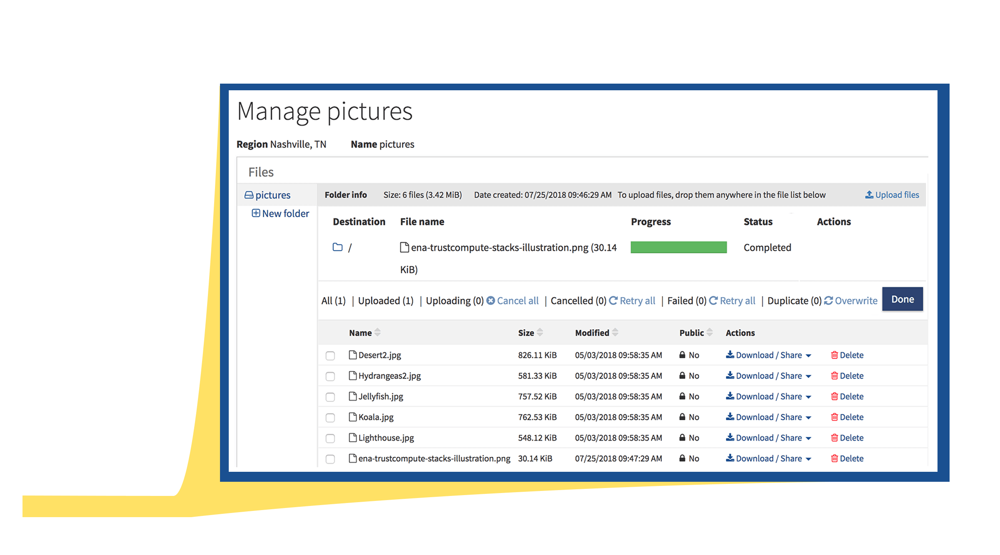 Manage pictures
Region Nashville, TN Name pictures
Files
pictures
New folder
Folder info Size: 6 files (3.42 MiB) Date created: 07/25/2018 09:46:29 AM To upload files, drop them anywhere in the file list below Upload files
Destination File name Progress Status Actions
/ ena-trustcompute-stacks-illustration.png (30.14 Completed
KiB)
All (1) | Uploaded (1) | Uploading (0) Cancel all | Cancelled (0) Retry all | Failed (0) Retry all | Duplicate (0) Overwrite Done
Name Size Modified Public Actions
Desert2.jpg 826.11 KiB 05/03/2018 09:58:35 AM No Download / Share Delete
Hydrangeas2.jpg 581.33 KiB 05/03/2018 09:58:35 AM No Download / Share Delete
Jellyfish.jpg 757.52 KiB 05/03/2018 09:58:35 AM No Download / Share Delete
Koala.jpg 762.53 KiB 05/03/2018 09:58:35 AM No Download / Share Delete
Lighthouse.jpg 548.12 KiB 05/03/2018 09:58:35 AM No Download / Share Delete
ena-trustcompute-stacks-illustration.png 30.14 KiB 07/25/2018 09:47:29 AM No Download / Share Delete